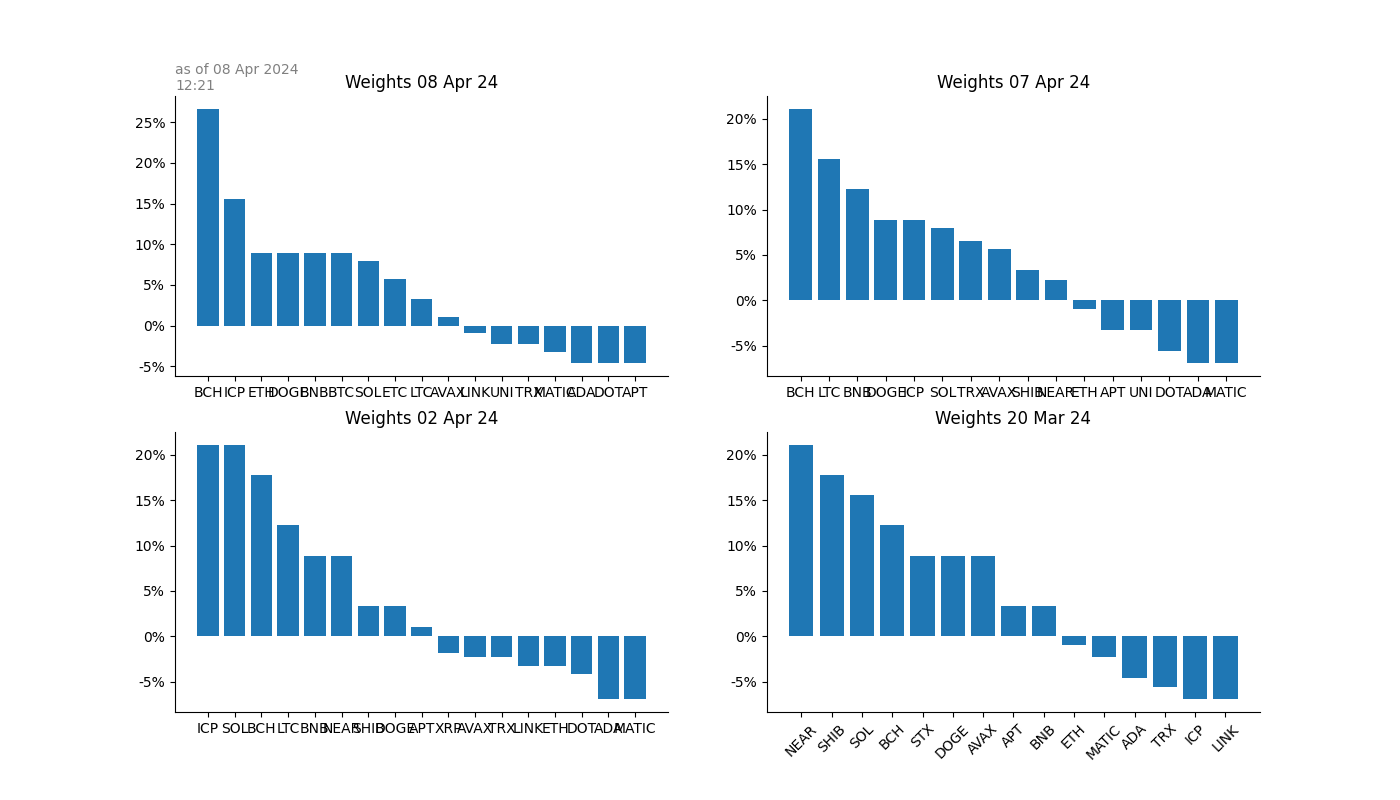 as of 08 Apr 2024
12:21
Weights 08 Apr 24
25%
20%
15%
10%
5%
0%
-5%
BCH ICP ETH DOGE BNB BTC SOL ETC LTC AVAX LINK UNI TRX MATIC ADA DOT APT
Weights 07 Apr 24
20%
15%
10%
5%
0%
-5%
BCH LTC BNB DOGE ICP SOL TRX AVAX SHIB NEAR ETH APT UNI DOT ADA MATIC
Weights 02 Apr 24
20%
15%
10%
5%
0%
-5%
ICP SOL BCH LTC BNB NEAR SHIB DOGE APT XRP AVAX TRX LINK ETH DOT ADA MATIC
Weights 20 Mar 24
20%
15%
10%
5%
0%
-5%
NEAR SHIB SOL BCH STX DOGE AVAX APT BNB ETH MATIC ADA TRX ICP LINK